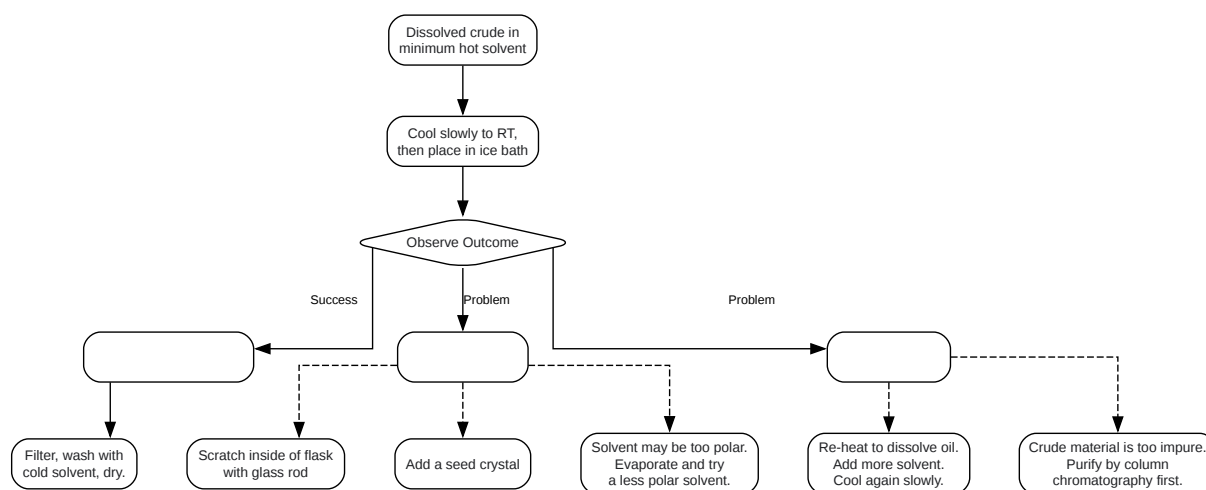 Dissolved crude in
minimum hot solvent
Cool slowly to RT,
then place in ice bath
Observe Outcome
Success
Problem
Problem
Filter, wash with
cold solvent, dry.
Scratch inside of flask
with glass rod
Add a seed crystal
Solvent may be too polar.
Evaporate and try
a less polar solvent.
Re-heat to dissolve oil.
Add more solvent.
Cool again slowly.
Crude material is too impure.
Purify by column
chromatography first.